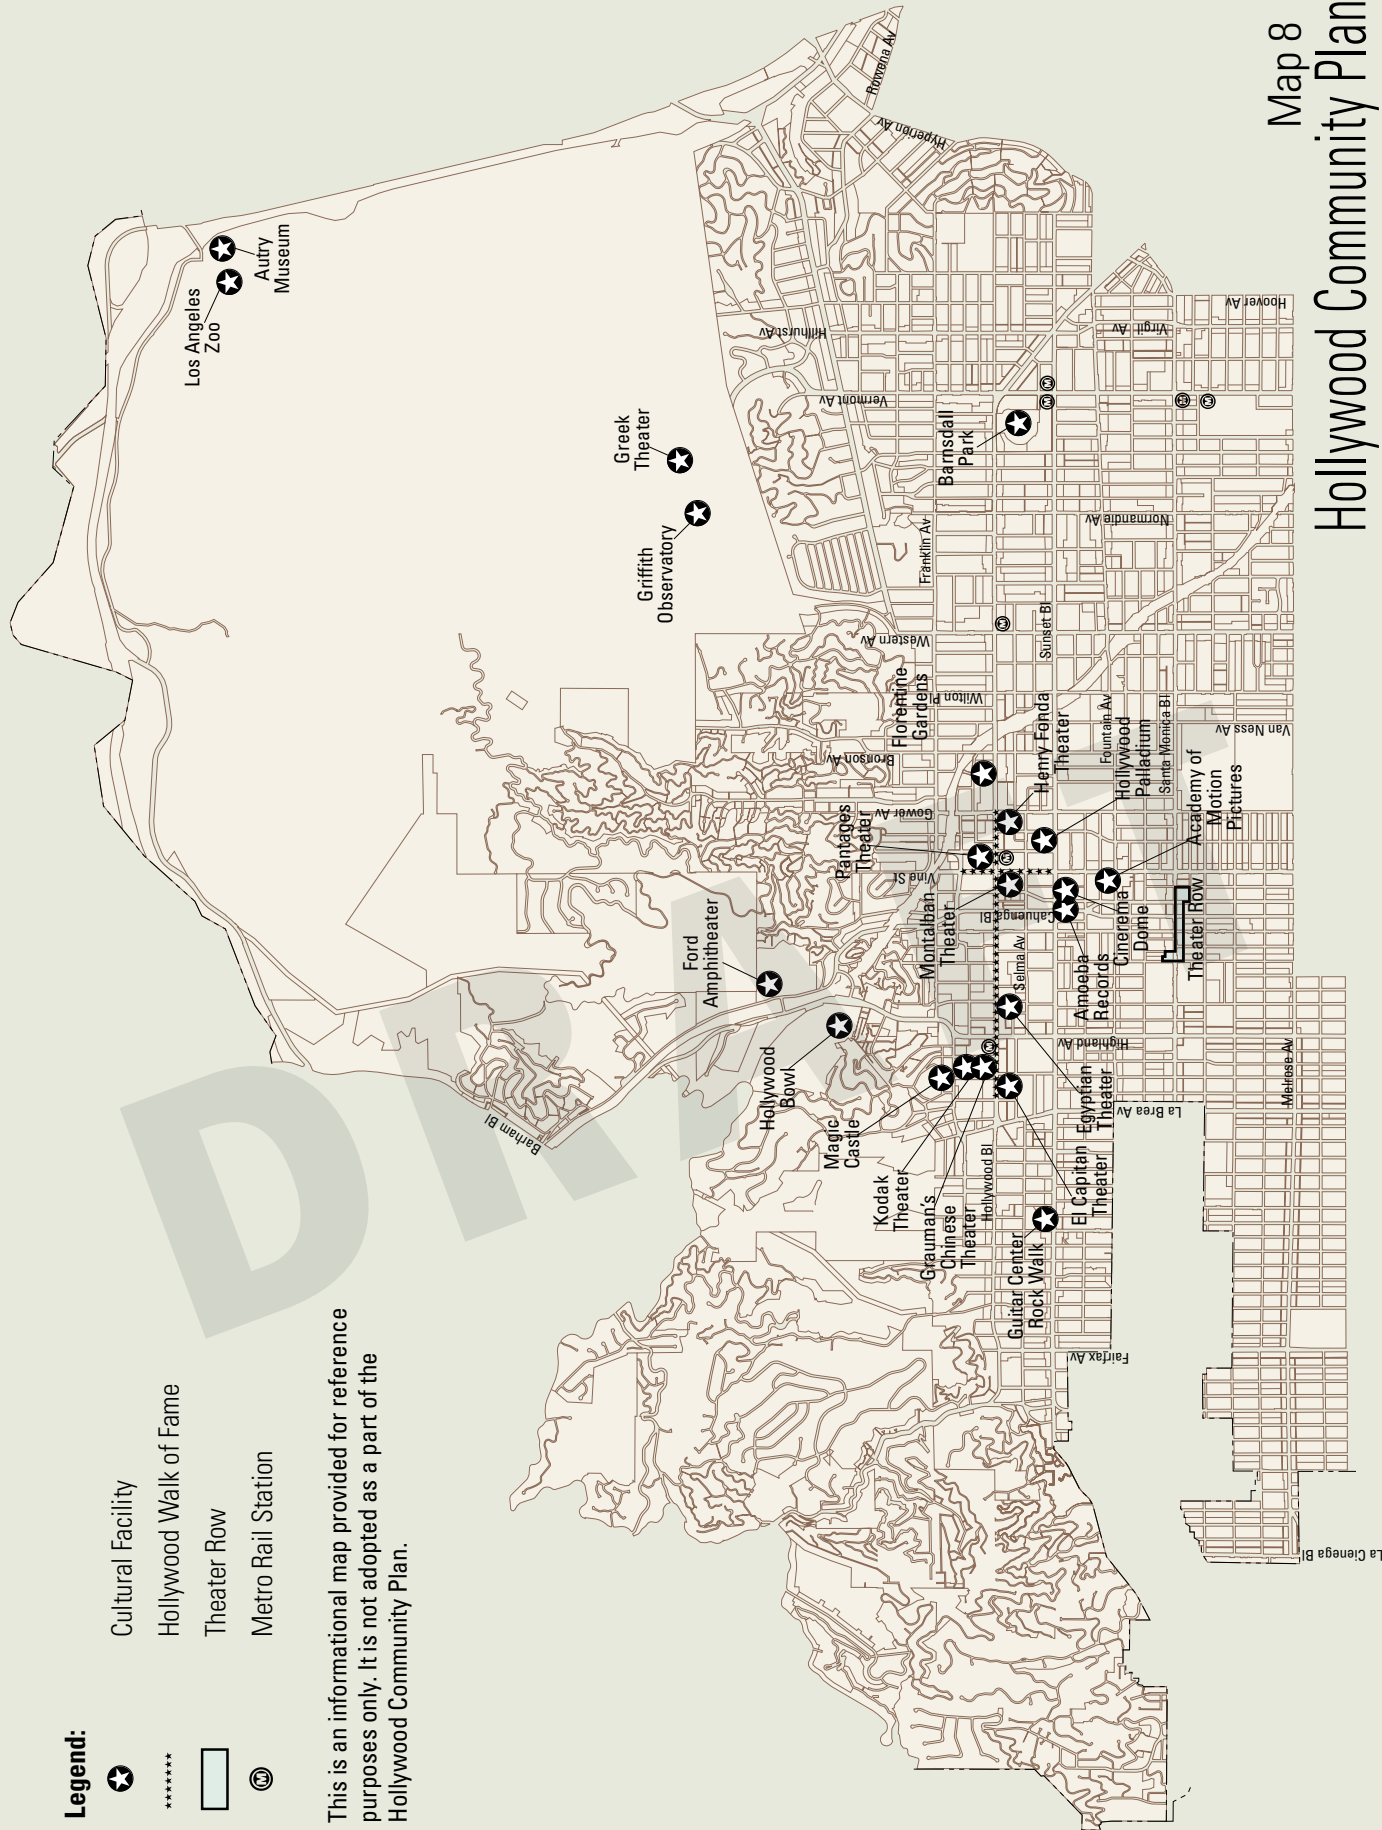 Map 8
Hollywood Community Plan
Legend:
Cultural Facility
Hollywood Walk of Fame
Theater Row
Metro Rail Station
This is an informational map provided for reference
purposes only. It is not adopted as a part of the
Hollywood Community Plan.
DRAFT
Los Angeles
Zoo
Autry
Museum
Greek
Theater
Griffith
Observatory
Barnsdall
Park
Ford
Amphitheater
Hollywood
Bowl
Magic
Castle
Kodak
Theater
Grauman's
Chinese
Theater
Guitar Center
Rock Walk
El Capitan
Theater
Egyptian
Theater
Amoeba
Records
Cinerema
Dome
Theater Row
Montalban
Theater
Pantages
Theater
Florentine
Gardens
Henry Fonda
Theater
Hollywood
Palladium
Academy of
Motion
Pictures
Rowena Av
Hyperion Av
Hillhurst Av
Vermont Av
Virgil Av
Hoover Av
Normandie Av
Franklin Av
Western Av
Sunset Bl
Wilton Pl
Bronson Av
Gower Av
Vine St
Cahuenga Bl
Selma Av
Fountain Av
Santa Monica Bl
Van Ness Av
Highland Av
La Brea Av
Melrose Av
Hollywood Bl
Fairfax Av
La Cienega Bl
Barham Bl
M
M
M
M
M
M
M
M